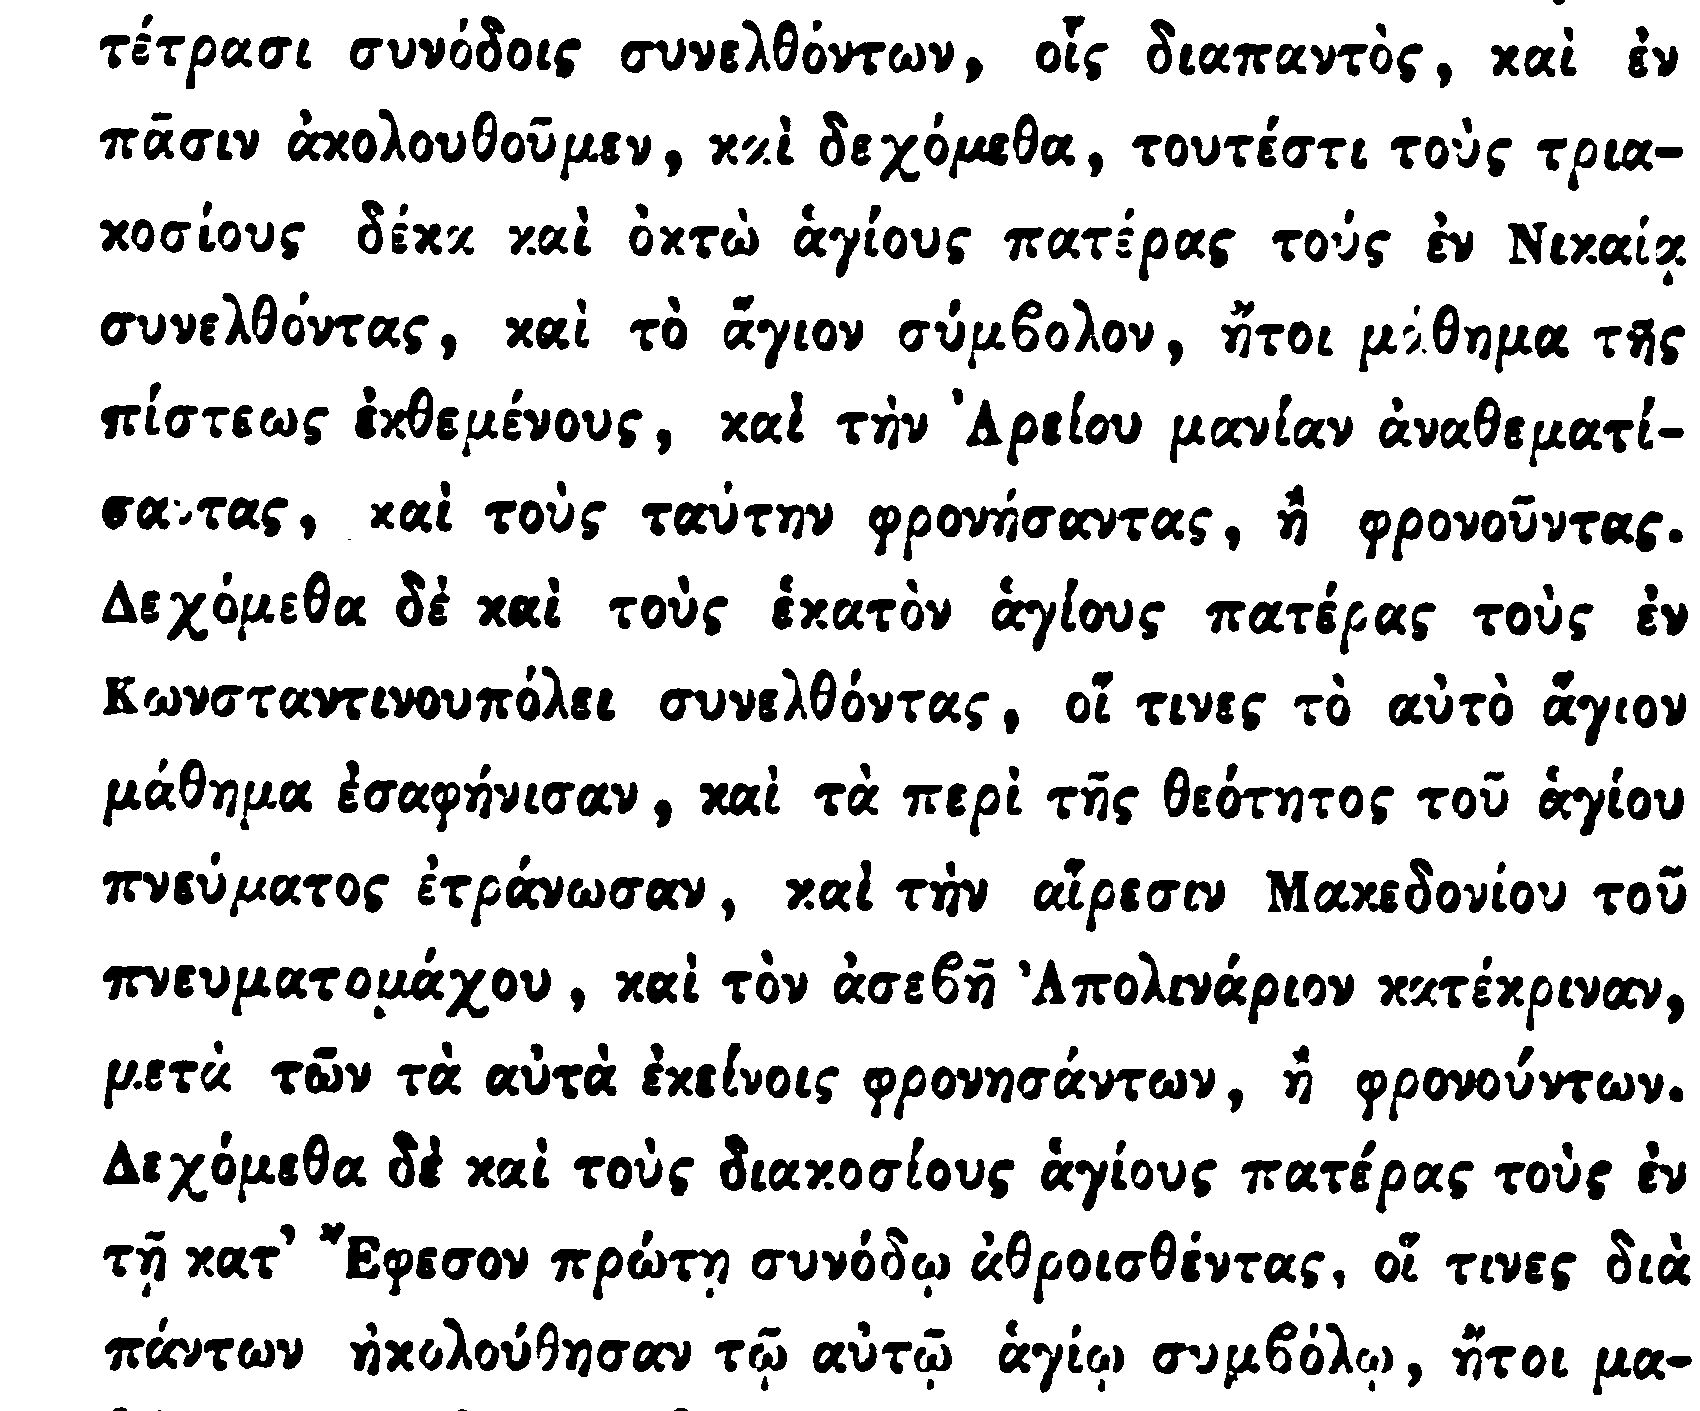 τέτρασι συνόδοις συνελθόντων, οἷς διαπαντὸς, καὶ ἐν
πᾶσιν ἀκολουθοῦμεν, καὶ δεχόμεθα, τουτέστι τοὺς τρια-
κοσίους δέκα καὶ ὀκτὼ ἁγίους πατέρας τούς ἐν Νικαίᾳ
συνελθόντας, καὶ τὸ ἅγιον σύμϐολον, ἤτοι μάθημα τῆς
πίστεως ἐκθεμένους, καὶ τὴν Ἀρείου μανίαν ἀναθεματί-
σαντας, καὶ τοὺς ταύτην φρονήσαντας, ἢ φρονοῦντας.
Δεχόμεθα δὲ καὶ τοὺς ἑκατὸν ἁγίους πατέρας τοὺς ἐν
Κωνσταντινουπόλει συνελθόντας, οἵ τινες τὸ αὐτὸ ἅγιον
μάθημα ἐσαφήνισαν, καὶ τὰ περὶ τῆς θεότητος τοῦ ἁγίου
πνεύματος ἐτράνωσαν, καὶ τὴν αἵρεσιν Μακεδονίου τοῦ
πνευματομάχου, καὶ τὸν ἀσεϐῆ Ἀπολινάριον κατέκριναν,
μετὰ τῶν τὰ αὐτὰ ἐκείνοις φρονησάντων, ἢ φρονούντων.
Δεχόμεθα δὲ καὶ τοὺς διακοσίους ἁγίους πατέρας τοὺς ἐν
τῇ κατ’ Ἔφεσον πρώτῃ συνόδῳ ἀθροισθέντας, οἵ τινες διὰ
πάντων ἠκολούθησαν τῷ αὐτῷ ἁγίῳ συμϐόλῳ, ἤτοι μα-